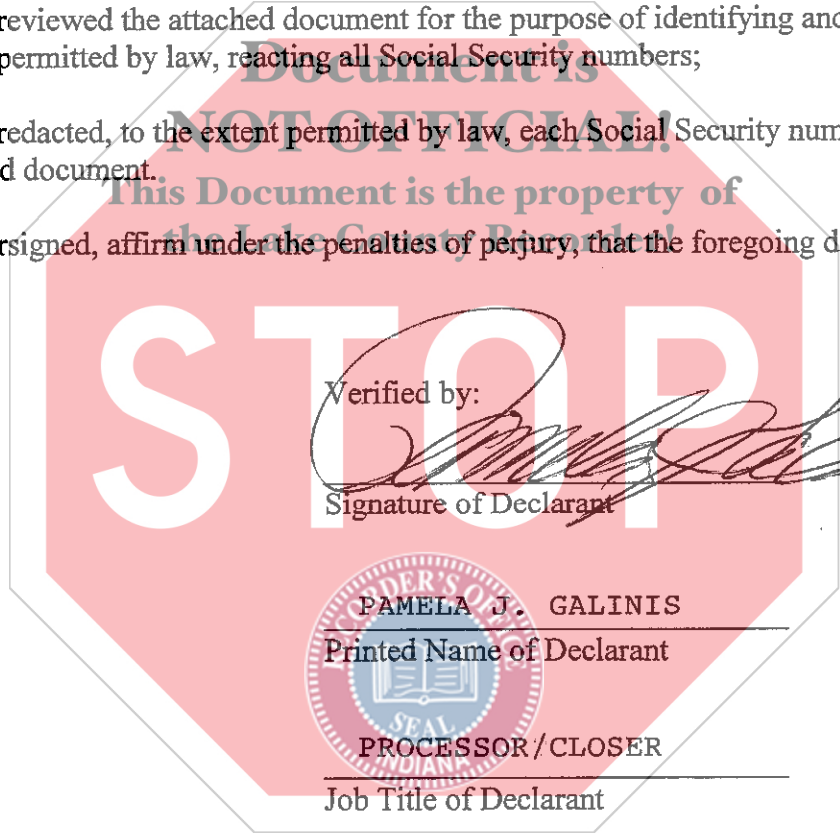 reviewed the attached document for the purpose of identifying and
permitted by law, reacting all Social Security numbers;
Document is
NOT OFFICIAL!
redacted, to the extent permitted by law, each Social Security num
d document.
This Document is the property of
the Lake County Recorder!
rsigned, affirm under the penalties of perjury, that the foregoing d
STOP
Verified by:
Signature of Declarant
RECORDER'S OFFICE
PAMELA J. GALINIS
Printed Name of Declarant
SEAL
PROCESSOR/CLOSER
INDIANA
Job Title of Declarant